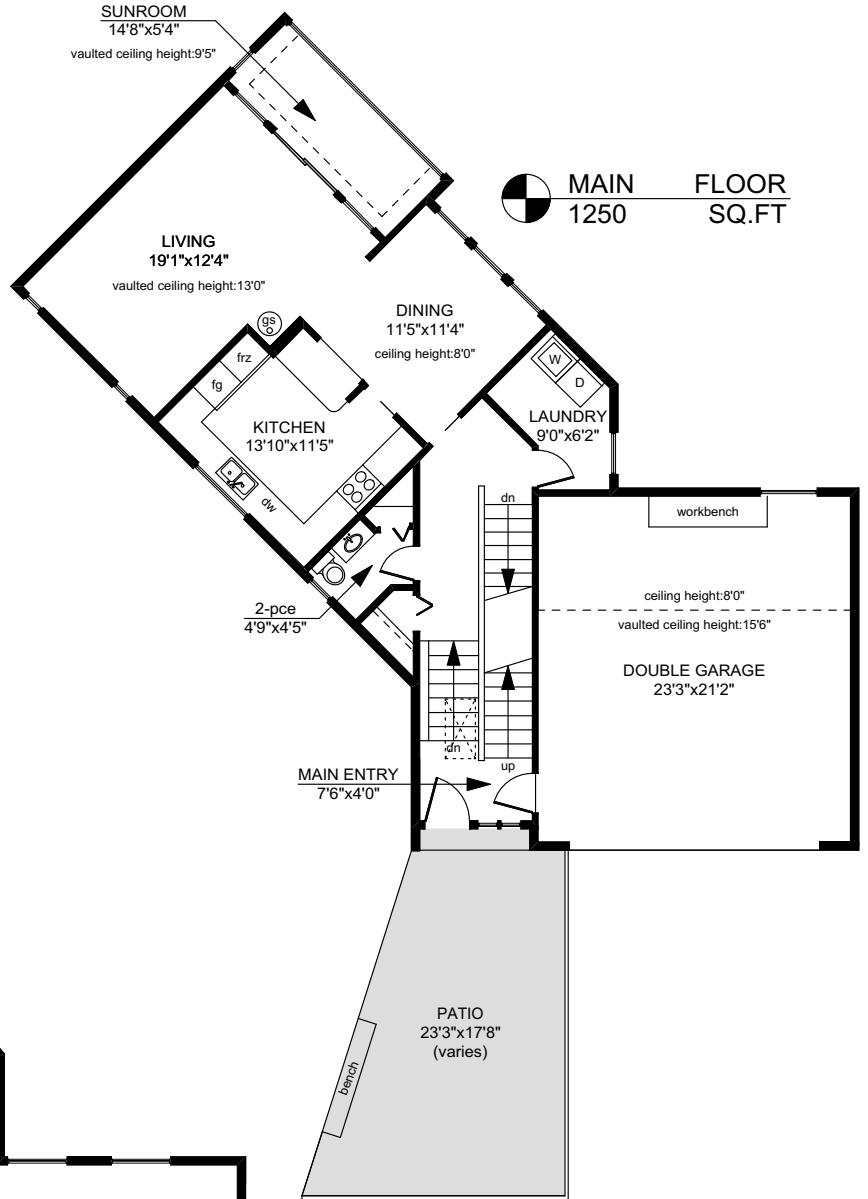 SUNROOM
14'8"x5'4"
vaulted ceiling height:9'5"
MAIN FLOOR
1250 SQ.FT
LIVING
19'1"x12'4"
vaulted ceiling height:13'0"
DINING
11'5"x11'4"
ceiling height:8'0"
gs
frz
fg
W
D
KITCHEN
13'10"x11'5"
LAUNDRY
9'0"x6'2"
dw
dn
workbench
ceiling height:8'0"
vaulted ceiling height:15'6"
2-pce
4'9"x4'5"
DOUBLE GARAGE
23'3"x21'2"
dn
up
MAIN ENTRY
7'6"x4'0"
PATIO
23'3"x17'8"
(varies)
bench